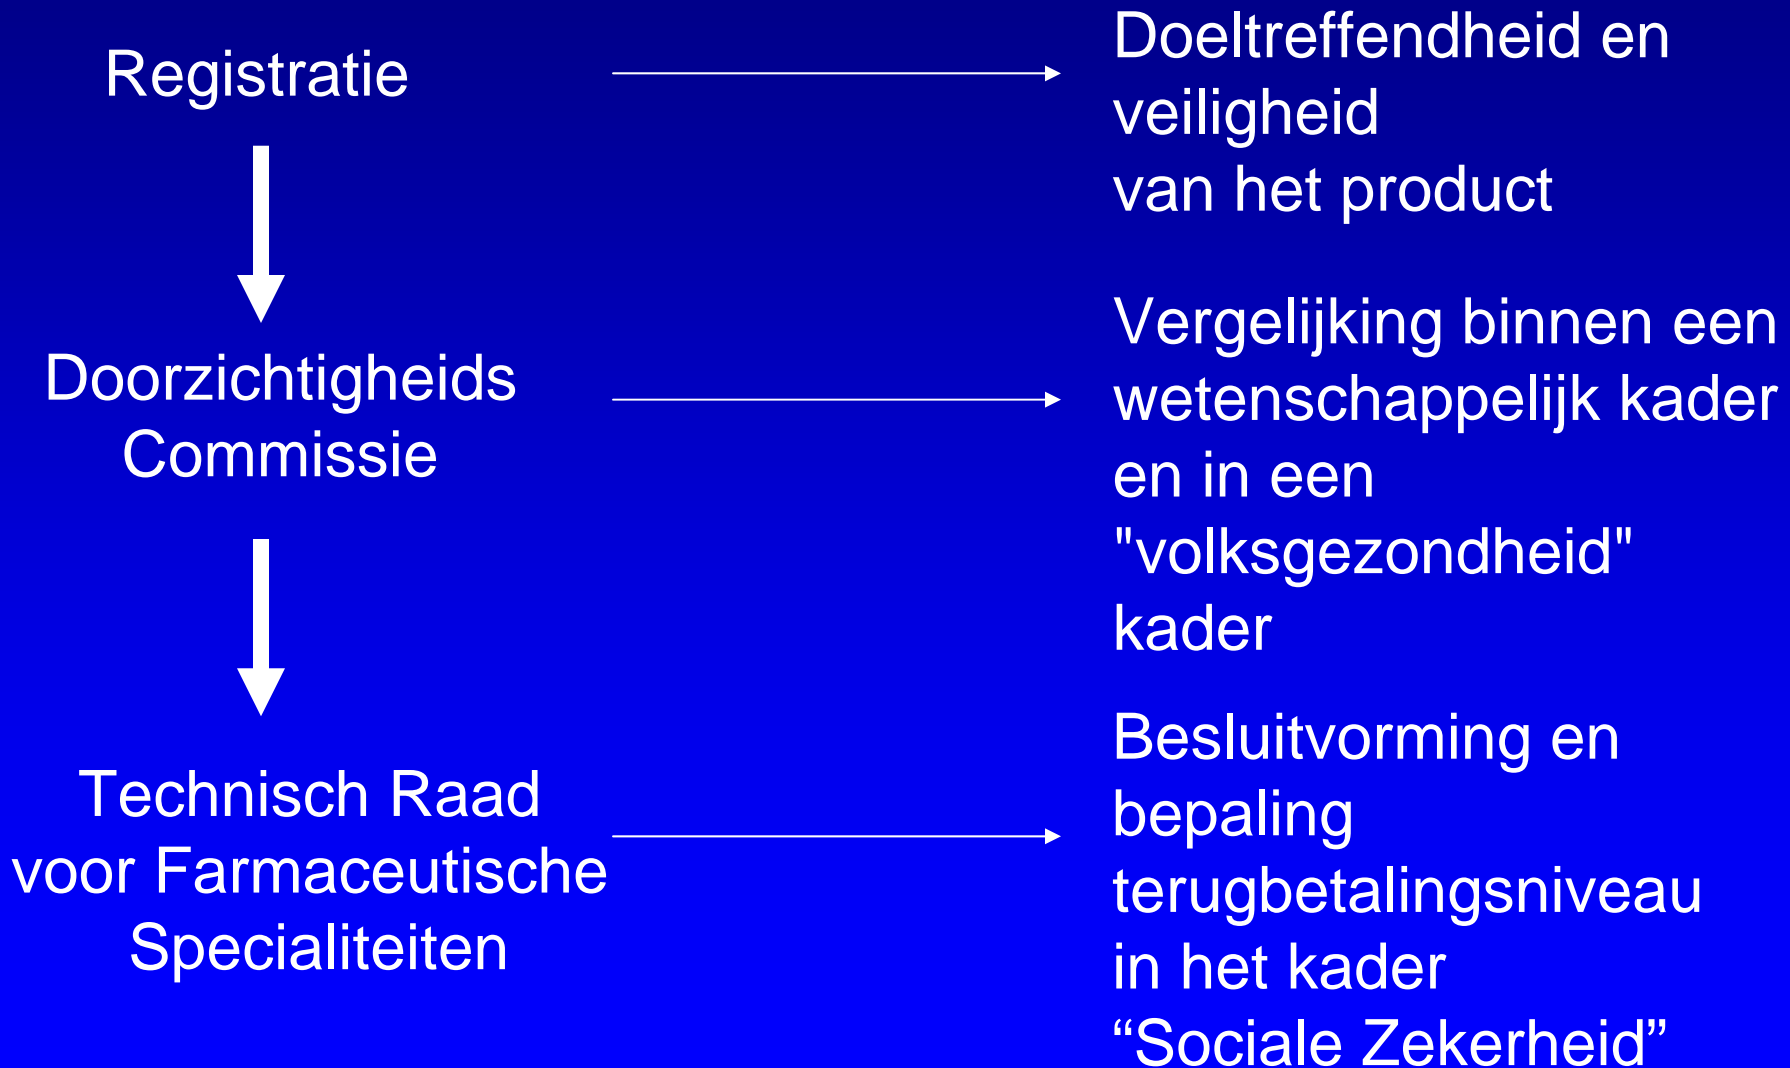 Registratie
Doeltreffendheid en
veiligheid
van het product
Doorzichtigheids
Commissie
Vergelijking binnen een
wetenschappelijk kader
en in een
"volksgezondheid"
kader
Technisch Raad
voor Farmaceutische
Specialiteiten
Besluitvorming en
bepaling
terugbetalingsniveau
in het kader
“Sociale Zekerheid”